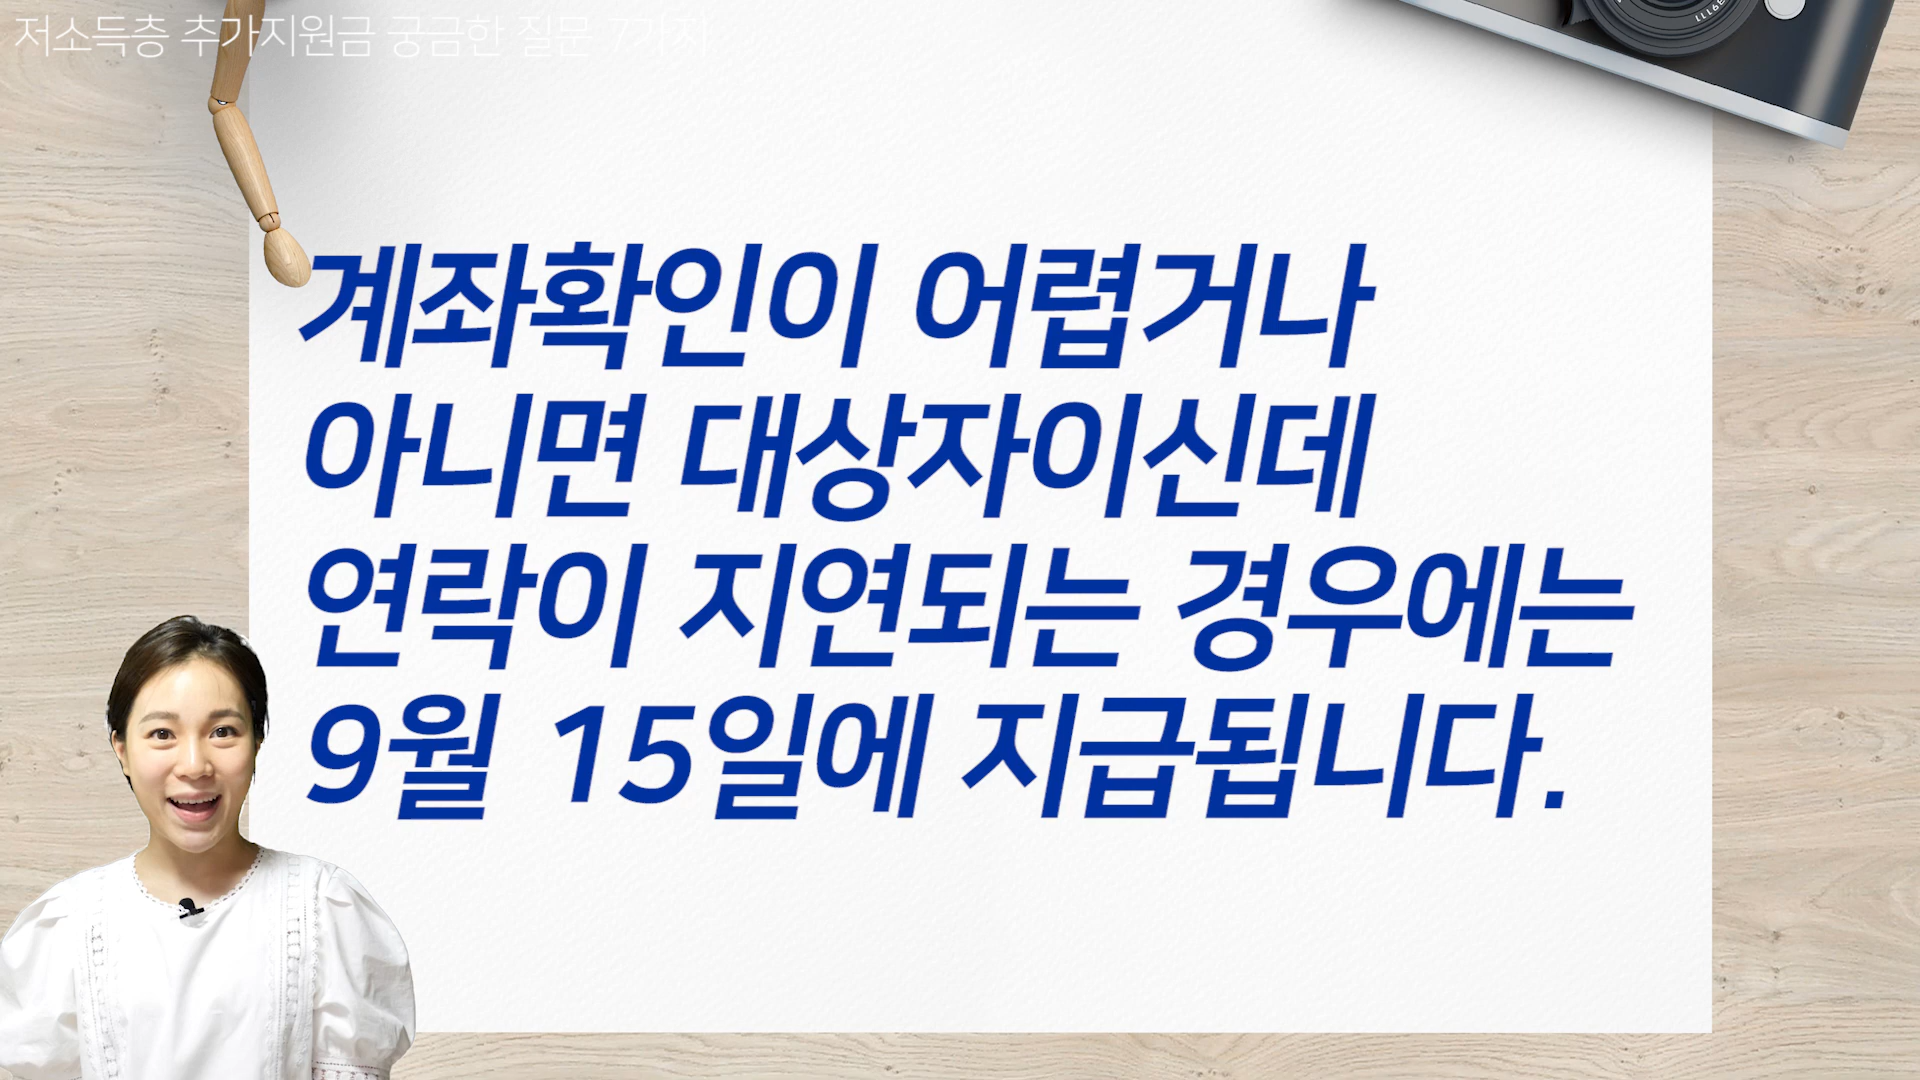 저소득층 추가지원금 궁금한 질문 7가지
계좌확인이 어렵거나
아니면 대상자이신데
연락이 지연되는 경우에는
9월 15일에 지급됩니다.